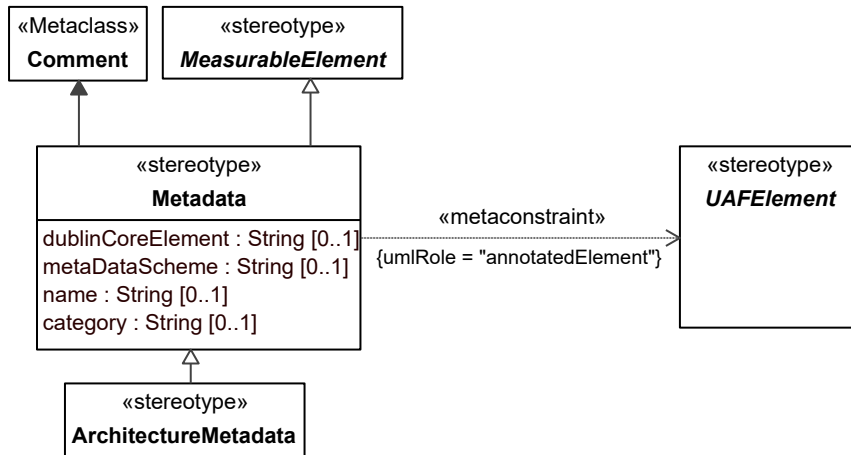 «Metaclass»
Comment
«stereotype»
MeasurableElement
«stereotype»
Metadata
dublinCoreElement : String [0..1]
metaDataScheme : String [0..1]
name : String [0..1]
category : String [0..1]
«metaconstraint»
{umlRole = "annotatedElement"}
«stereotype»
UAFElement
«stereotype»
ArchitectureMetadata